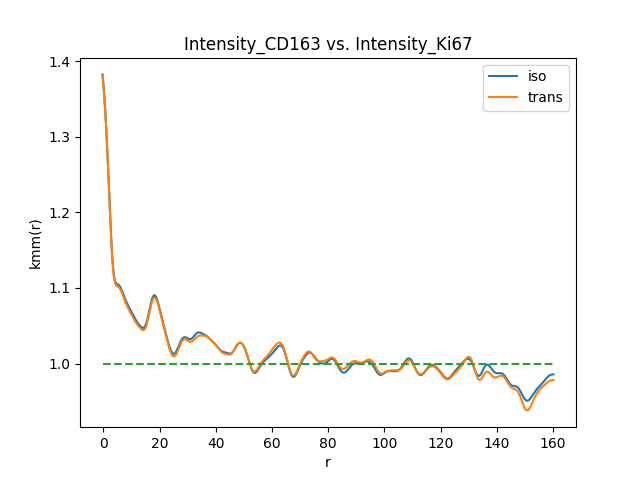 Intensity_CD163 vs. Intensity_Ki67
iso
trans
kmm(r)
1.4
1.3
1.2
1.1
1.0
0 20 40 60 80 100 120 140 160
r